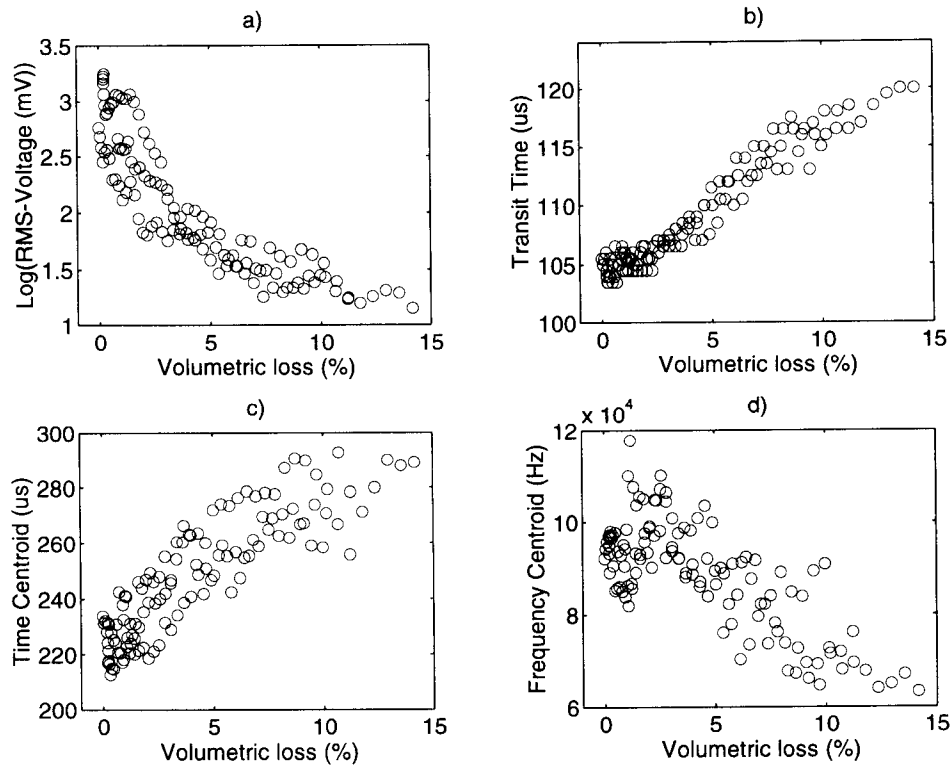 a)
3.5
3
2.5
2
1.5
1
Log(RMS-Voltage (mV))
0 5 10 15
Volumetric loss (%)
b)
120
115
110
105
100
Transit Time (us)
0 5 10 15
Volumetric loss (%)
c)
300
280
260
240
220
200
Time Centroid (us)
0 5 10 15
Volumetric loss (%)
d)
x 10^4
12
10
8
6
Frequency Centroid (Hz)
0 5 10 15
Volumetric loss (%)